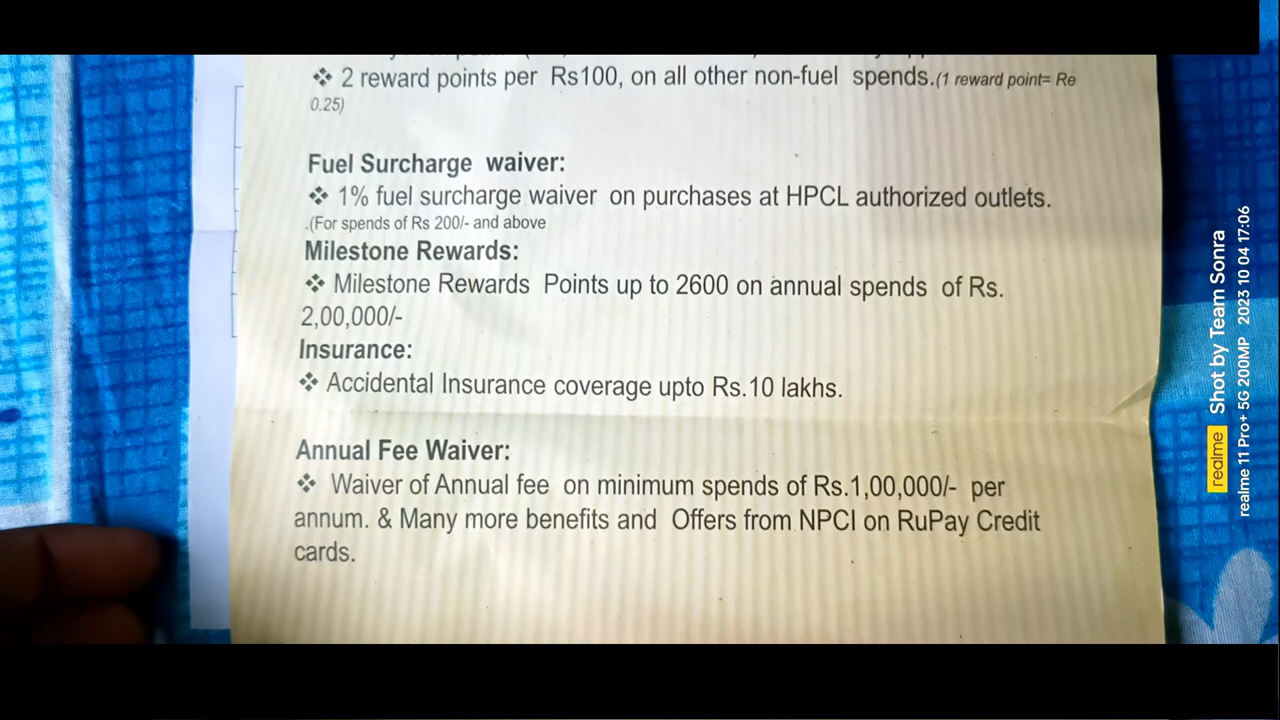 ❖ 2 reward points per Rs100, on all other non-fuel spends.(1 reward point= Re
0.25)
Fuel Surcharge waiver:
❖ 1% fuel surcharge waiver on purchases at HPCL authorized outlets.
.(For spends of Rs 200/- and above
Milestone Rewards:
❖ Milestone Rewards Points up to 2600 on annual spends of Rs.
2,00,000/-
Insurance:
❖ Accidental Insurance coverage upto Rs.10 lakhs.
Annual Fee Waiver:
❖ Waiver of Annual fee on minimum spends of Rs.1,00,000/- per
annum. & Many more benefits and Offers from NPCI on RuPay Credit
cards.
realme Shot by Team Sonra
realme 11 Pro+ 5G 200MP 2023 10 04 17:06